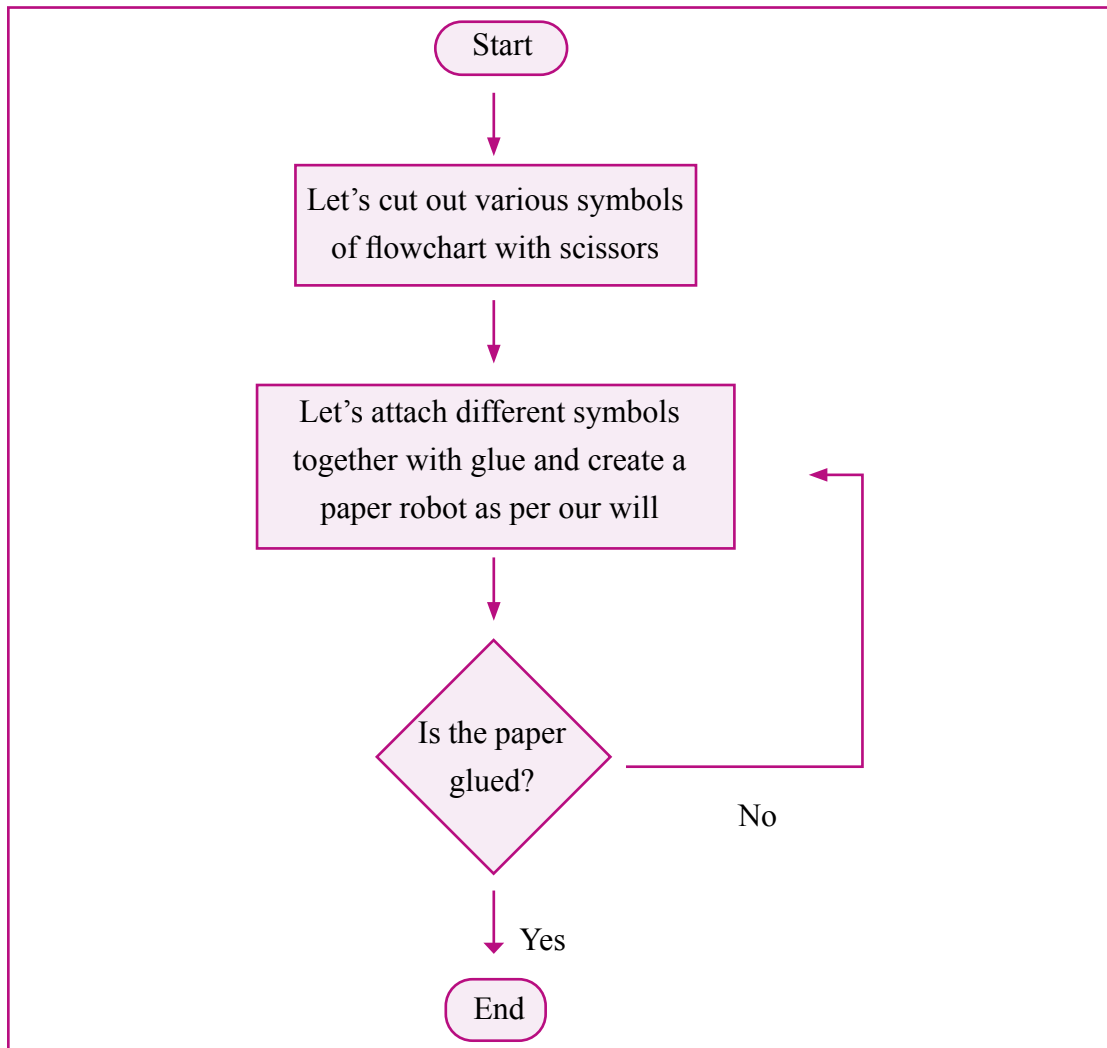 Start
Let’s cut out various symbols
of flowchart with scissors
Let’s attach different symbols
together with glue and create a
paper robot as per our will
Is the paper
glued?
No
Yes
End